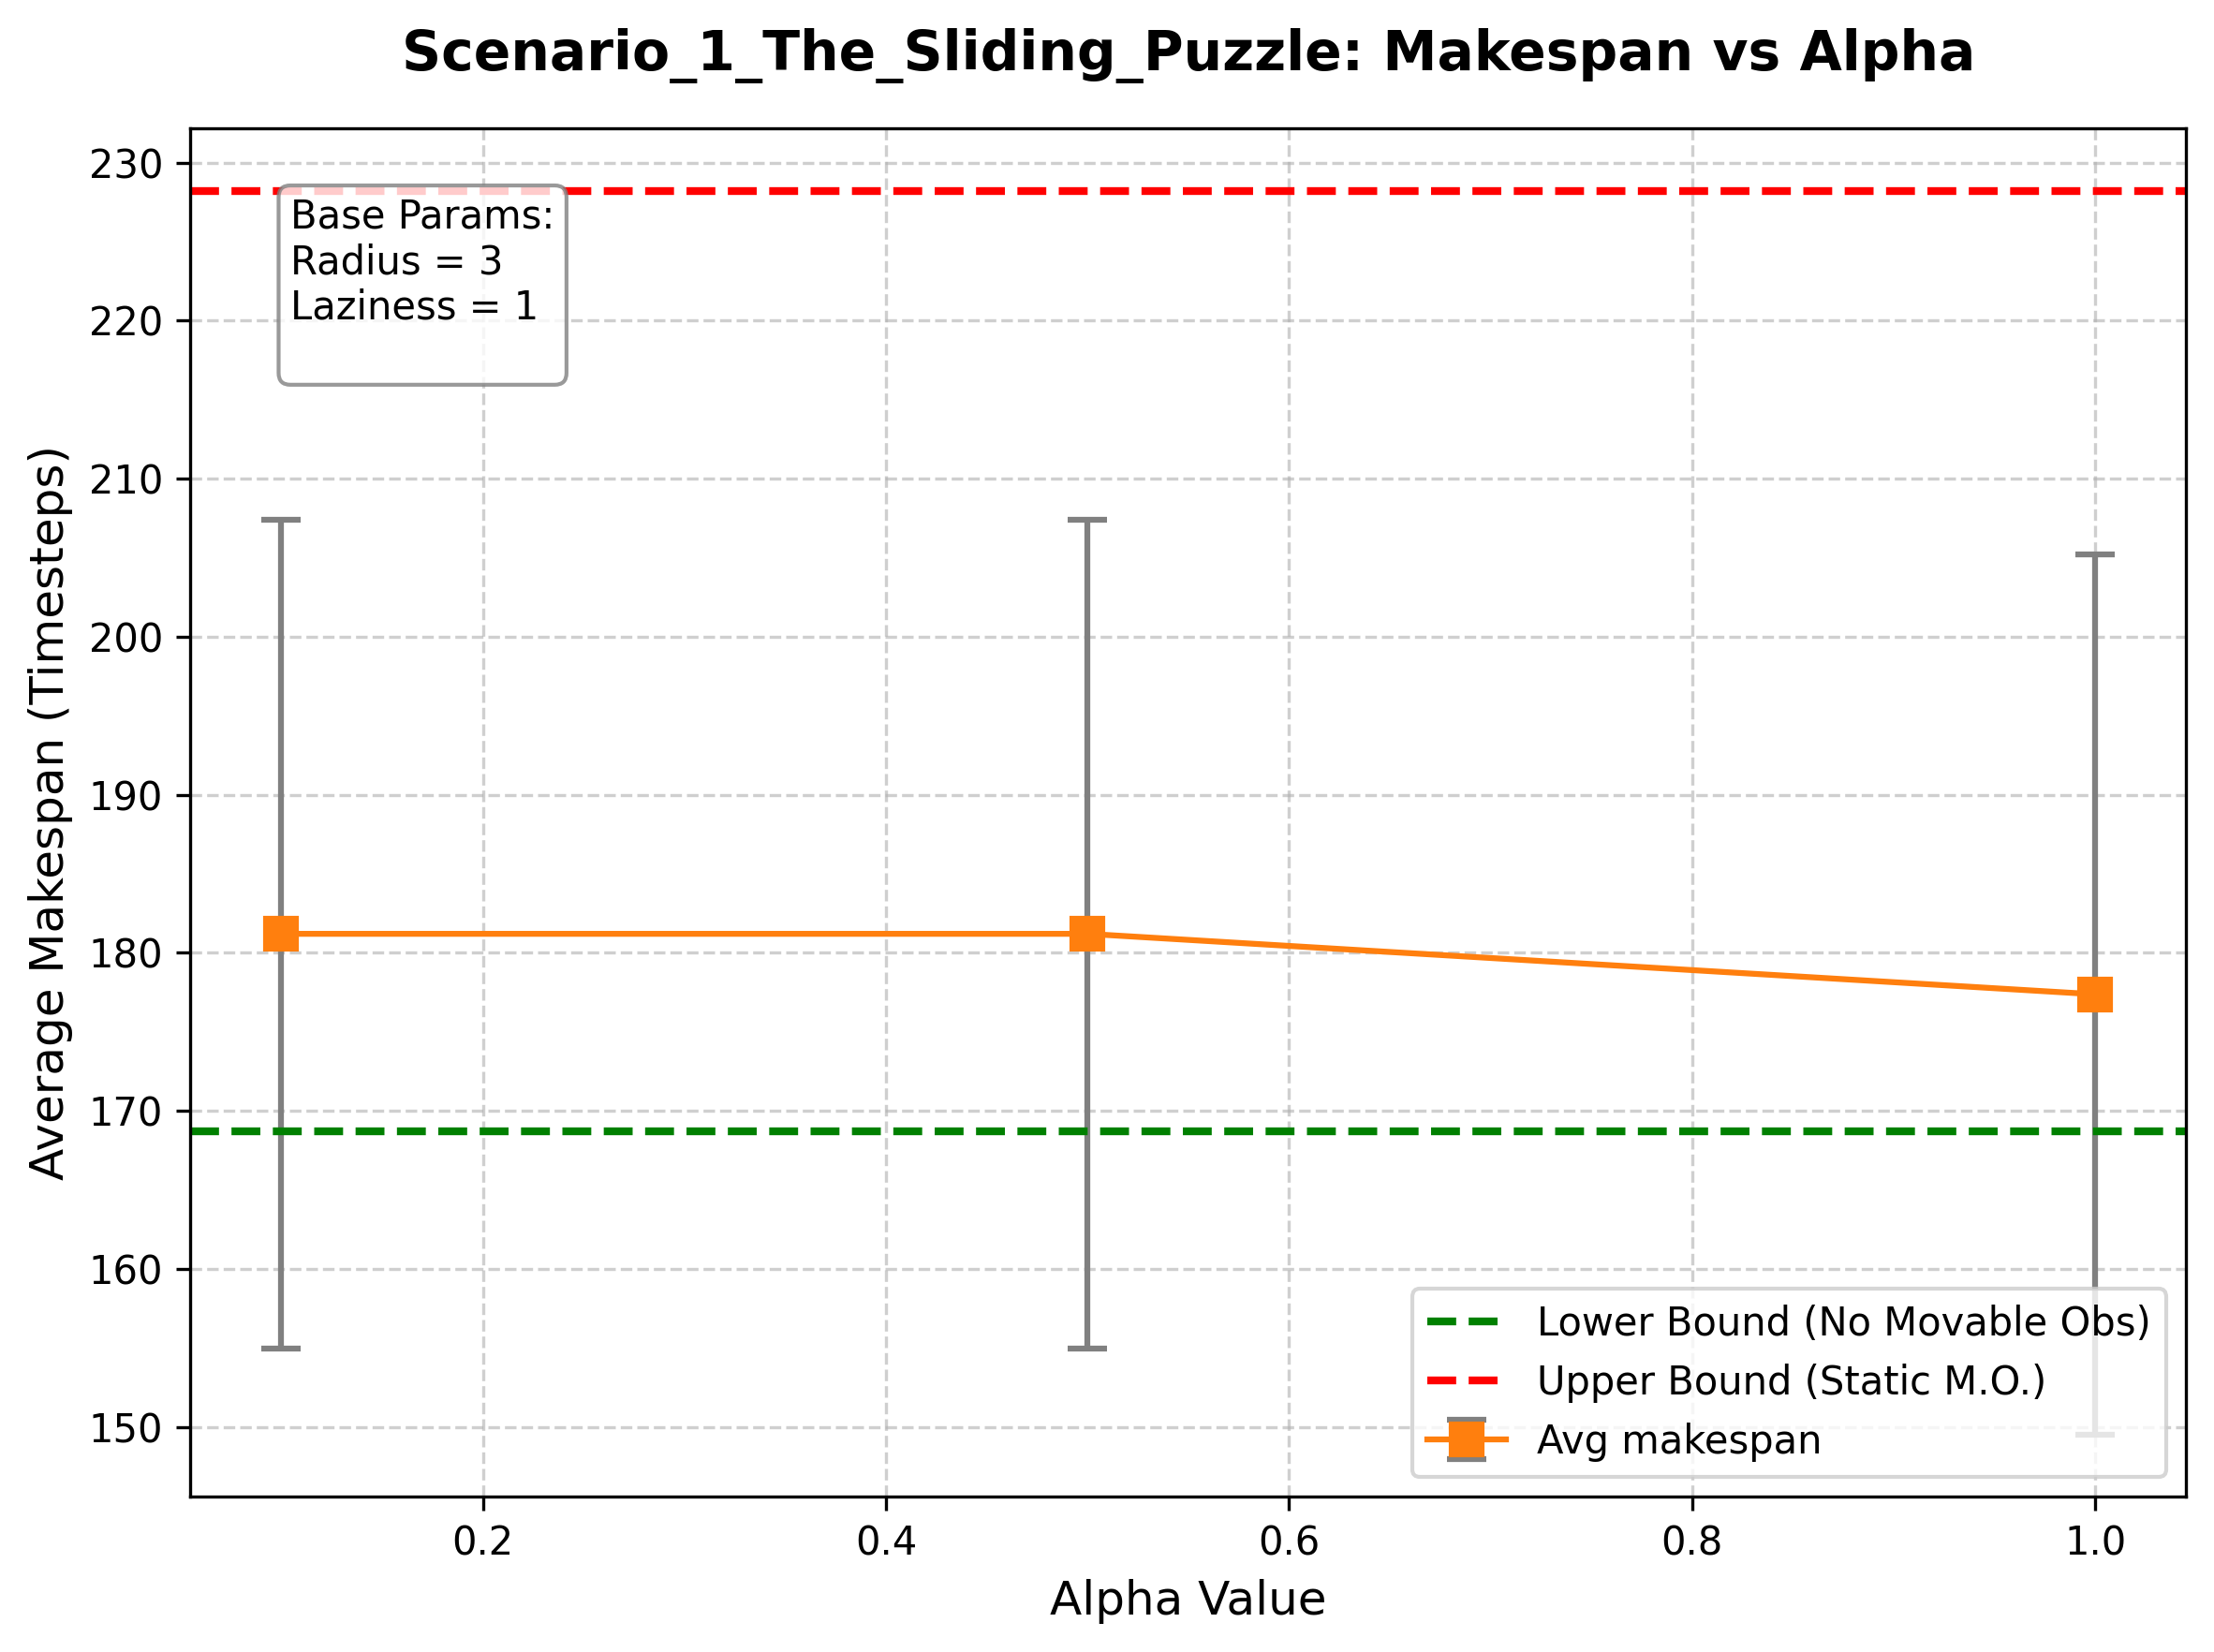 Scenario_1_The_Sliding_Puzzle: Makespan vs Alpha
Average Makespan (Timesteps)
230
220
210
200
190
180
170
160
150
Base Params:
Radius = 3
Laziness = 1
Lower Bound (No Movable Obs)
Upper Bound (Static M.O.)
Avg makespan
0.2 0.4 0.6 0.8 1.0
Alpha Value